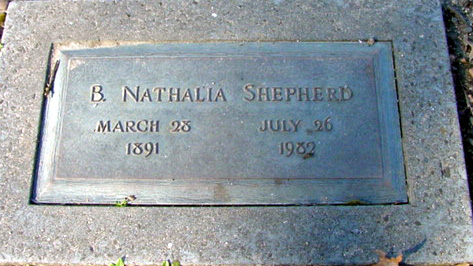 B. NATHALIA SHEPHERD
MARCH 28 JULY 26
1891 1982